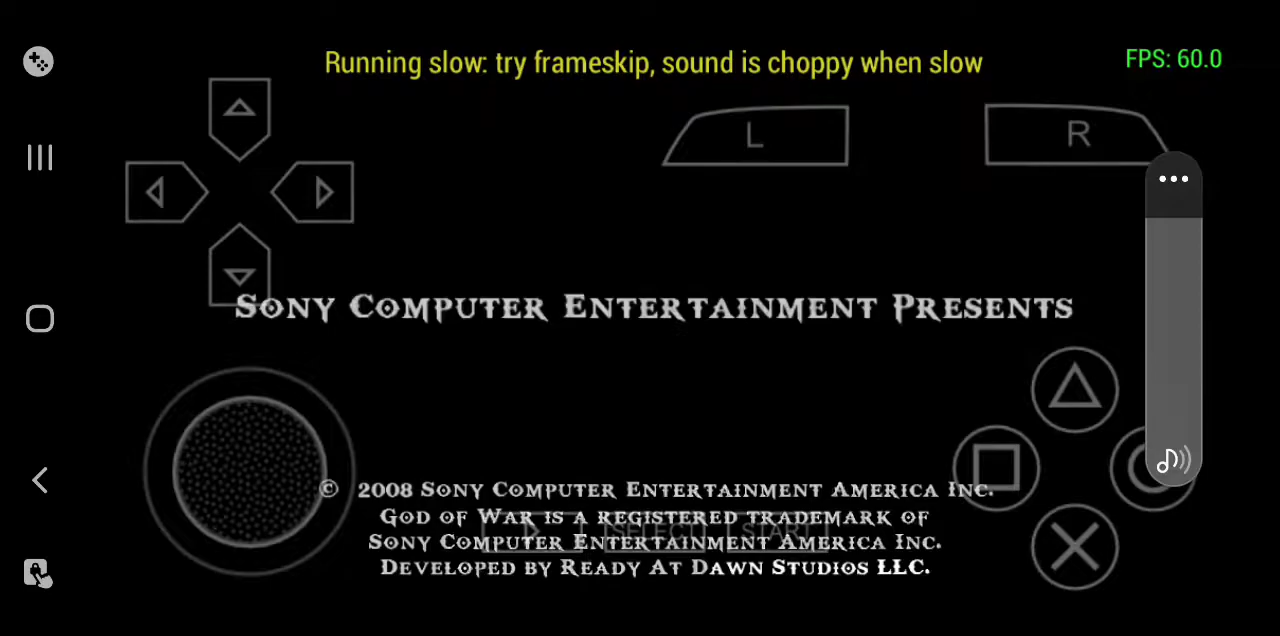 Running slow: try frameskip, sound is choppy when slow
FPS: 60.0
L
R
Sony Computer Entertainment Presents
© 2008 Sony Computer Entertainment America Inc.
God of War is a registered trademark of
SELECT START
Sony Computer Entertainment America Inc.
Developed by Ready At Dawn Studios LLC.